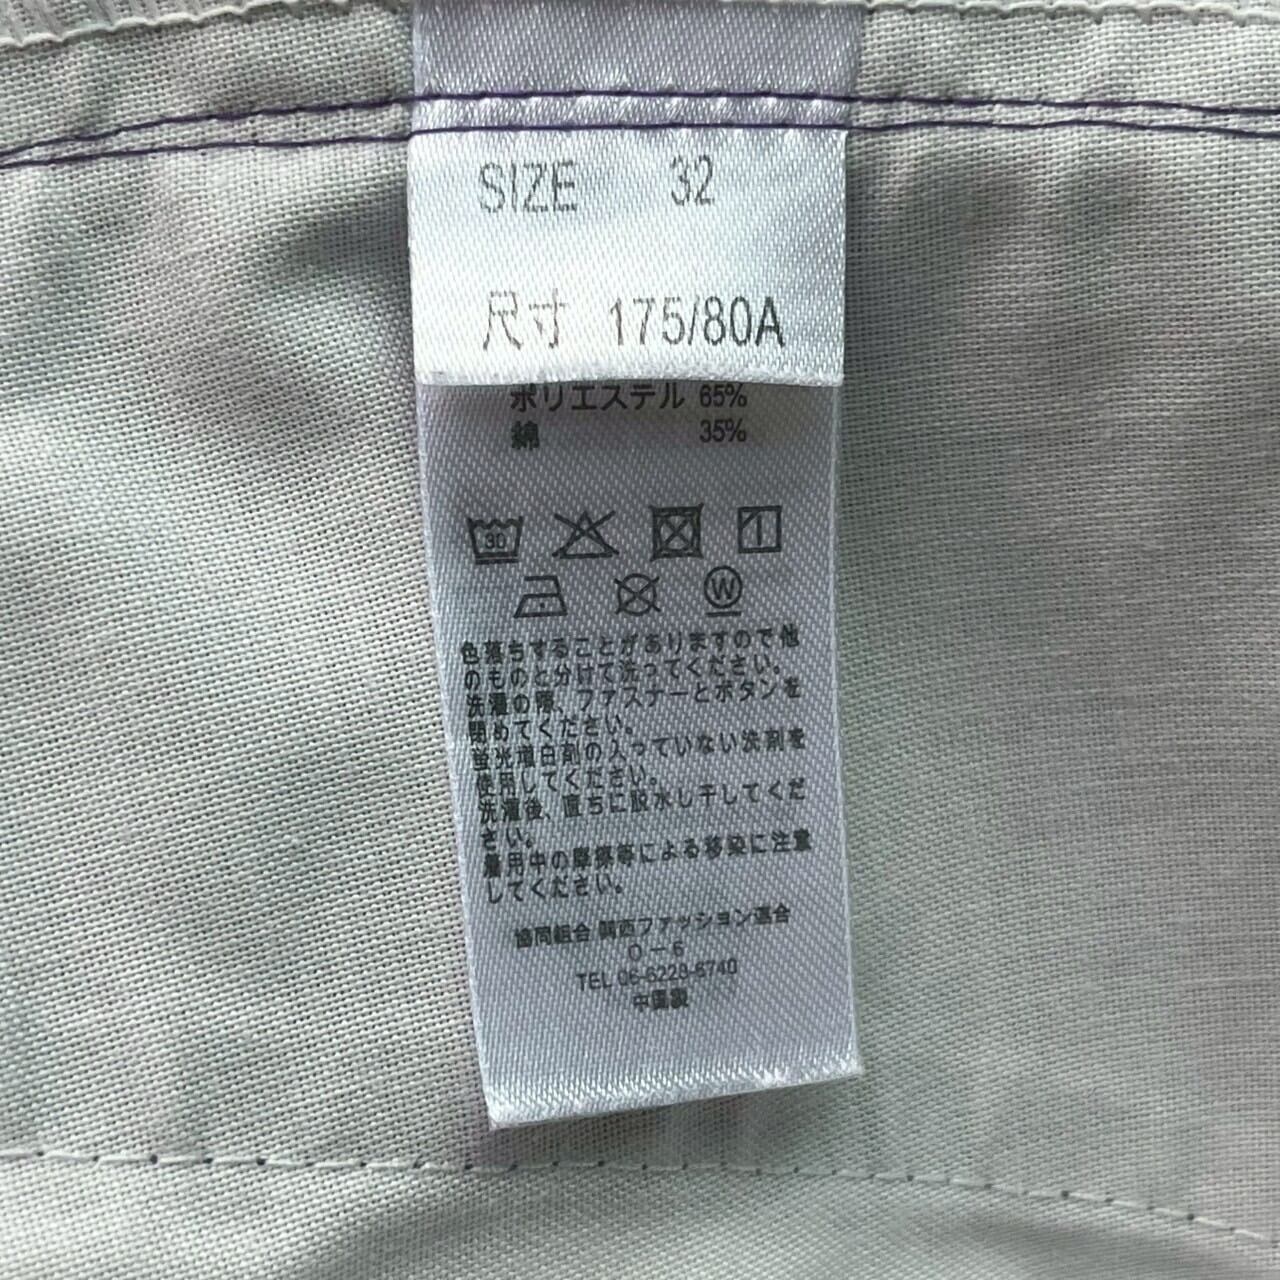 SIZE 32
尺寸 175/80A
ポリエステル 65%
綿 35%
30
W
色落ちすることがありますので他
のものと分けて洗ってください。
洗濯の際、ファスナーとボタンを
閉めてください。
蛍光増白剤の入っていない洗剤を
使用してください。
洗濯後、直ちに脱水し干してくだ
さい。
着用中の摩擦等による移染に注意
してください。
協同組合 関西ファッション連合
O-6
TEL 06-6228-6740
中国製